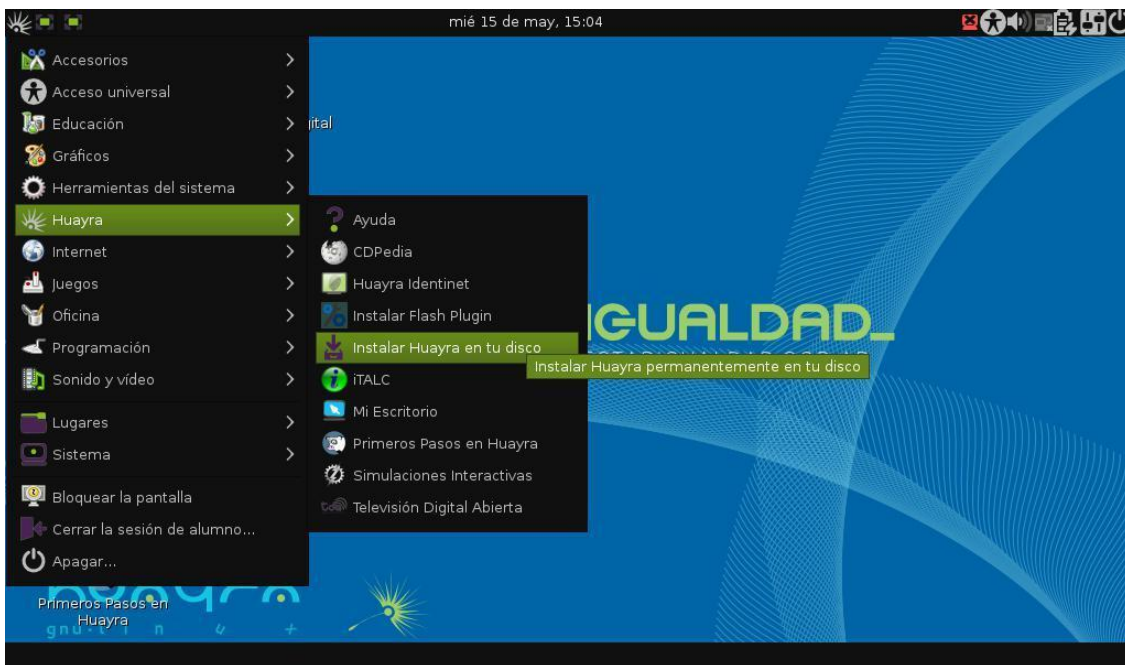 mié 15 de may, 15:04
Accesorios
Acceso universal
Educación
Gráficos
Herramientas del sistema
Huayra
Internet
Juegos
Oficina
Programación
Sonido y vídeo
Lugares
Sistema
Bloquear la pantalla
Cerrar la sesión de alumno...
Apagar...
ital
Ayuda
CDPedia
Huayra Identinet
Instalar Flash Plugin
Instalar Huayra en tu disco
iTALC
Mi Escritorio
Primeros Pasos en Huayra
Simulaciones Interactivas
Televisión Digital Abierta
Instalar Huayra permanentemente en tu disco
IGUALDAD_
Primeros Pasos en
Huayra